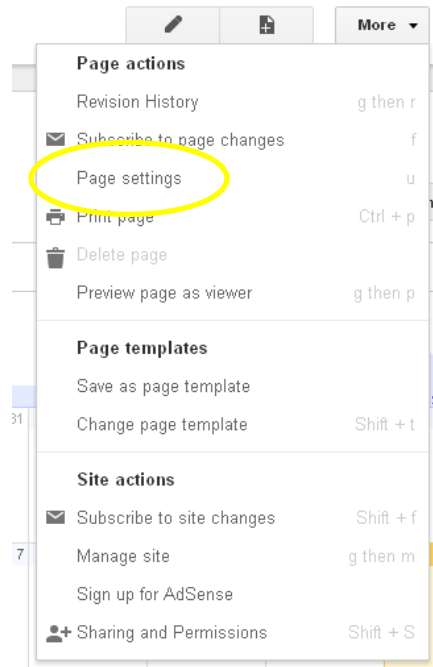 More
Page actions
Revision History g then r
Subscribe to page changes f
Page settings u
Print page Ctrl + p
Delete page
Preview page as viewer g then p
Page templates
Save as page template
Change page template Shift + t
31
Site actions
Subscribe to site changes Shift + f
7 Manage site g then m
Sign up for AdSense
Sharing and Permissions Shift + S